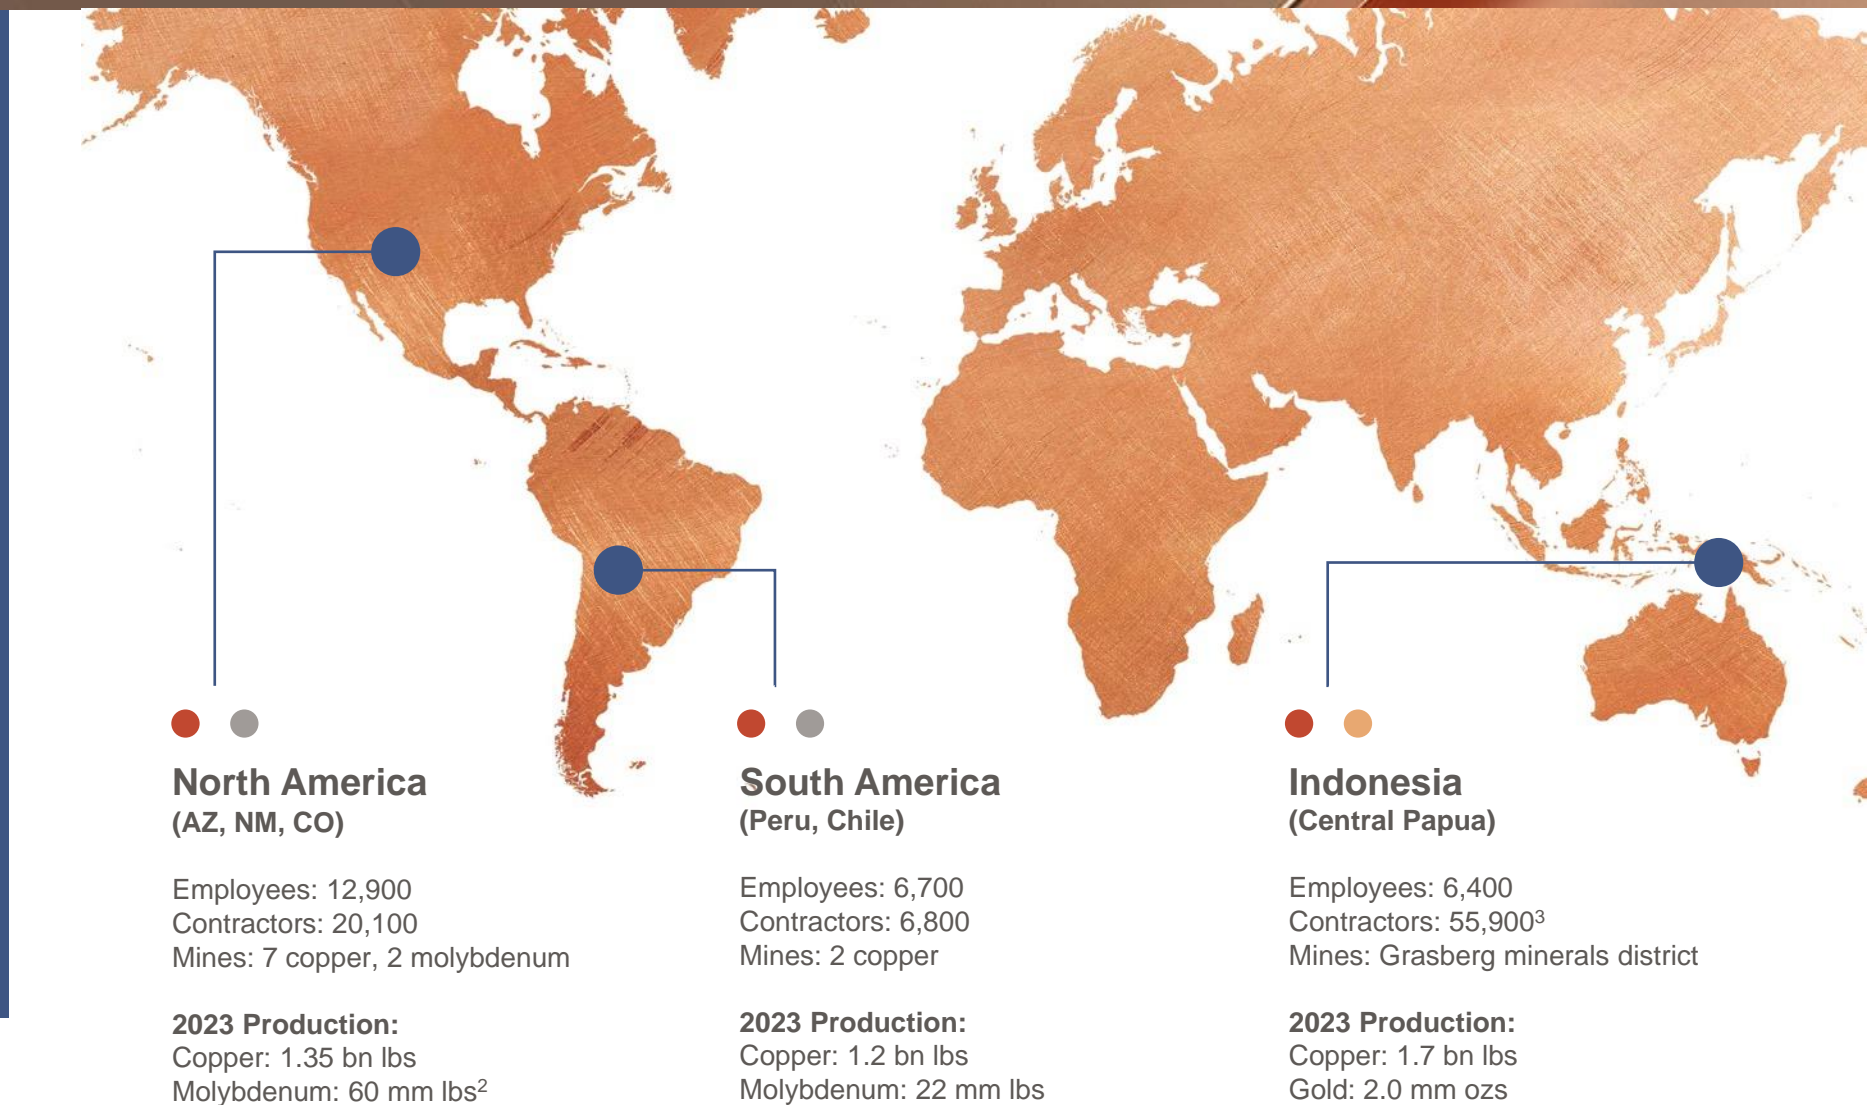 North America
(AZ, NM, CO)
Employees: 12,900
Contractors: 20,100
Mines: 7 copper, 2 molybdenum
2023 Production:
Copper: 1.35 bn lbs
Molybdenum: 60 mm lbs²
South America
(Peru, Chile)
Employees: 6,700
Contractors: 6,800
Mines: 2 copper
2023 Production:
Copper: 1.2 bn lbs
Molybdenum: 22 mm lbs
Indonesia
(Central Papua)
Employees: 6,400
Contractors: 55,900³
Mines: Grasberg minerals district
2023 Production:
Copper: 1.7 bn lbs
Gold: 2.0 mm ozs